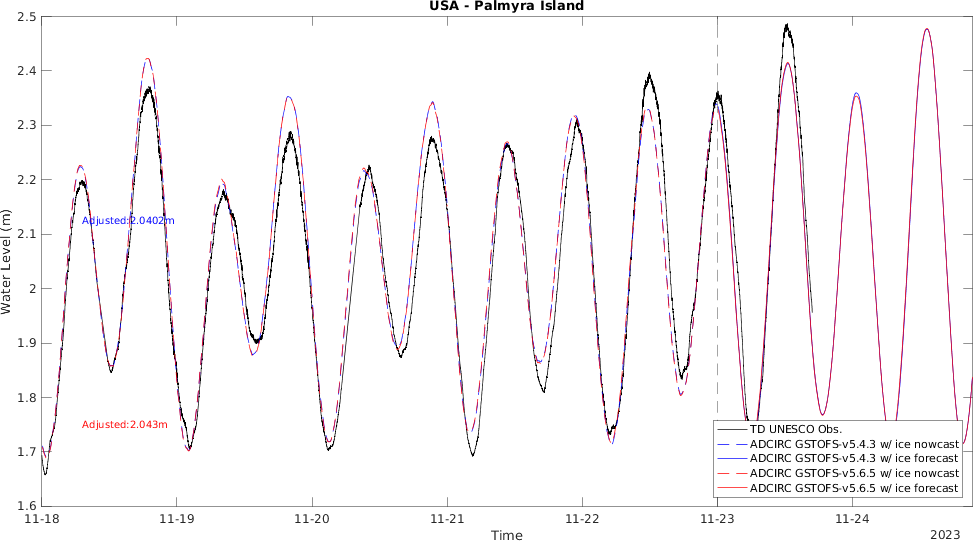 USA - Palmyra Island
2.5
2.4
2.3
2.2
2.1
2
1.9
1.8
1.7
1.6
Water Level (m)
Adjusted:2.0402m
Adjusted:2.043m
TD UNESCO Obs.
ADCIRC GSTOFS-v5.4.3 w/ ice nowcast
ADCIRC GSTOFS-v5.4.3 w/ ice forecast
ADCIRC GSTOFS-v5.6.5 w/ ice nowcast
ADCIRC GSTOFS-v5.6.5 w/ ice forecast
11-18 11-19 11-20 11-21 11-22 11-23 11-24
Time
2023